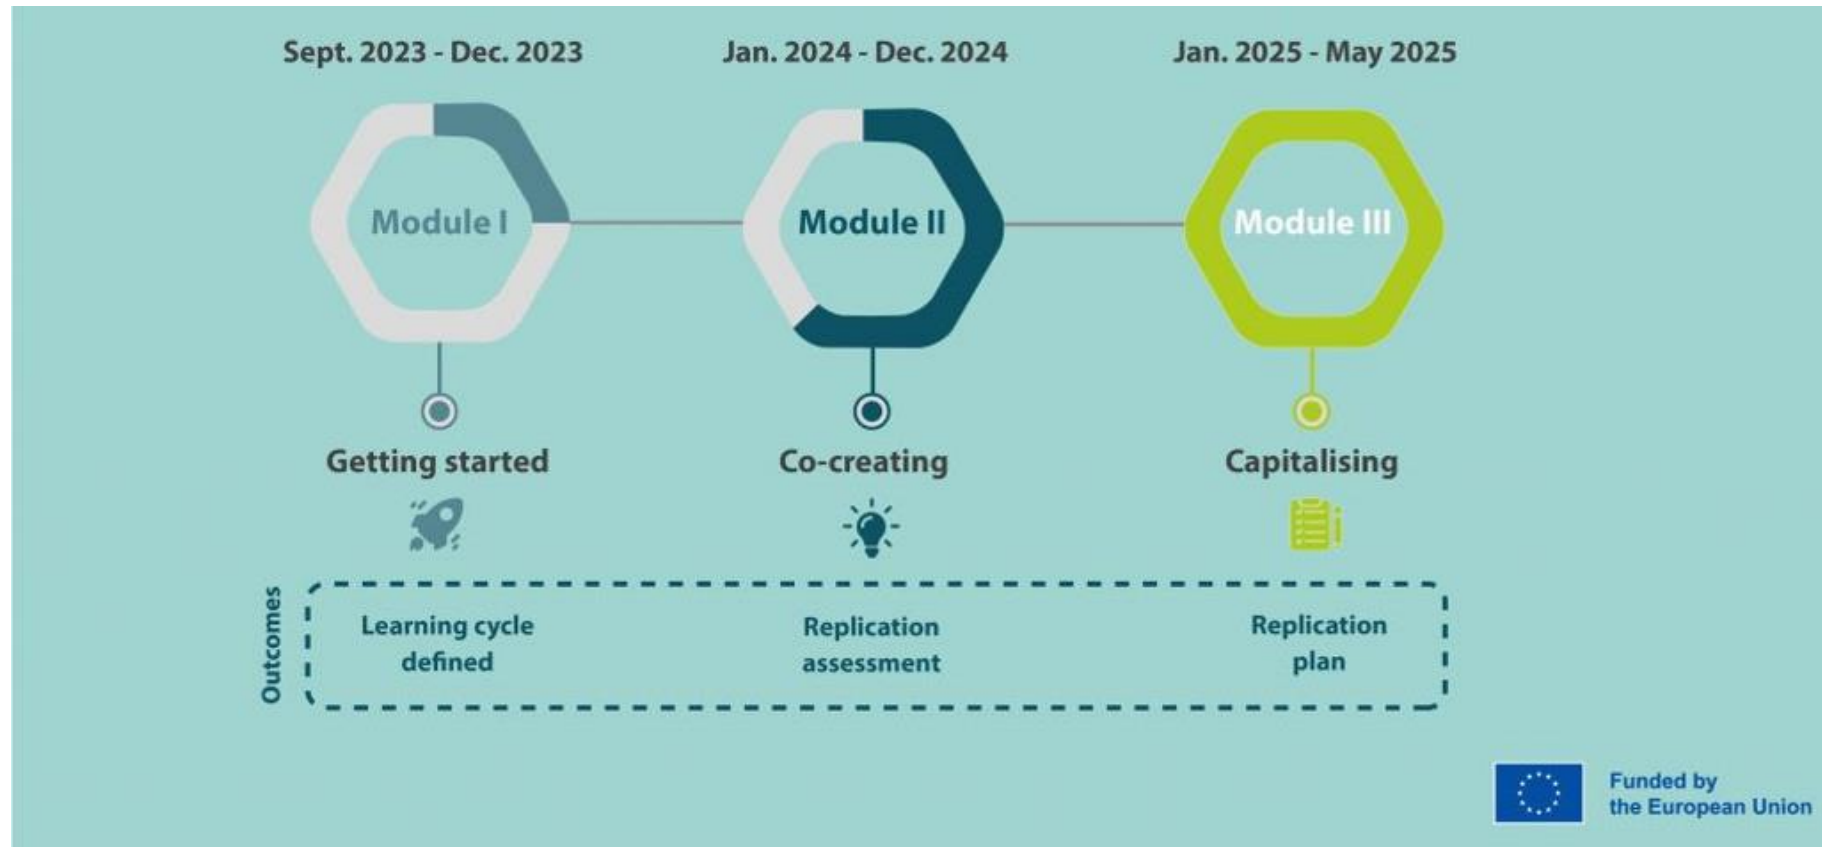 Sept. 2023 - Dec. 2023
Jan. 2024 - Dec. 2024
Jan. 2025 - May 2025
Module I
Module II
Module III
Getting started
Co-creating
Capitalising
Outcomes
Learning cycle
defined
Replication
assessment
Replication
plan
Funded by
the European Union